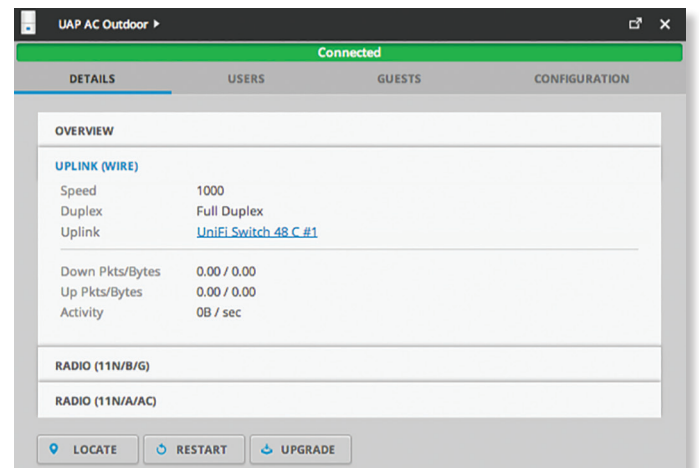 UAP AC Outdoor
Connected
DETAILS USERS GUESTS CONFIGURATION
OVERVIEW
UPLINK (WIRE)
Speed 1000
Duplex Full Duplex
Uplink UniFi Switch 48 C #1
Down Pkts/Bytes 0.00 / 0.00
Up Pkts/Bytes 0.00 / 0.00
Activity 0B / sec
RADIO (11N/B/G)
RADIO (11N/A/AC)
LOCATE RESTART UPGRADE